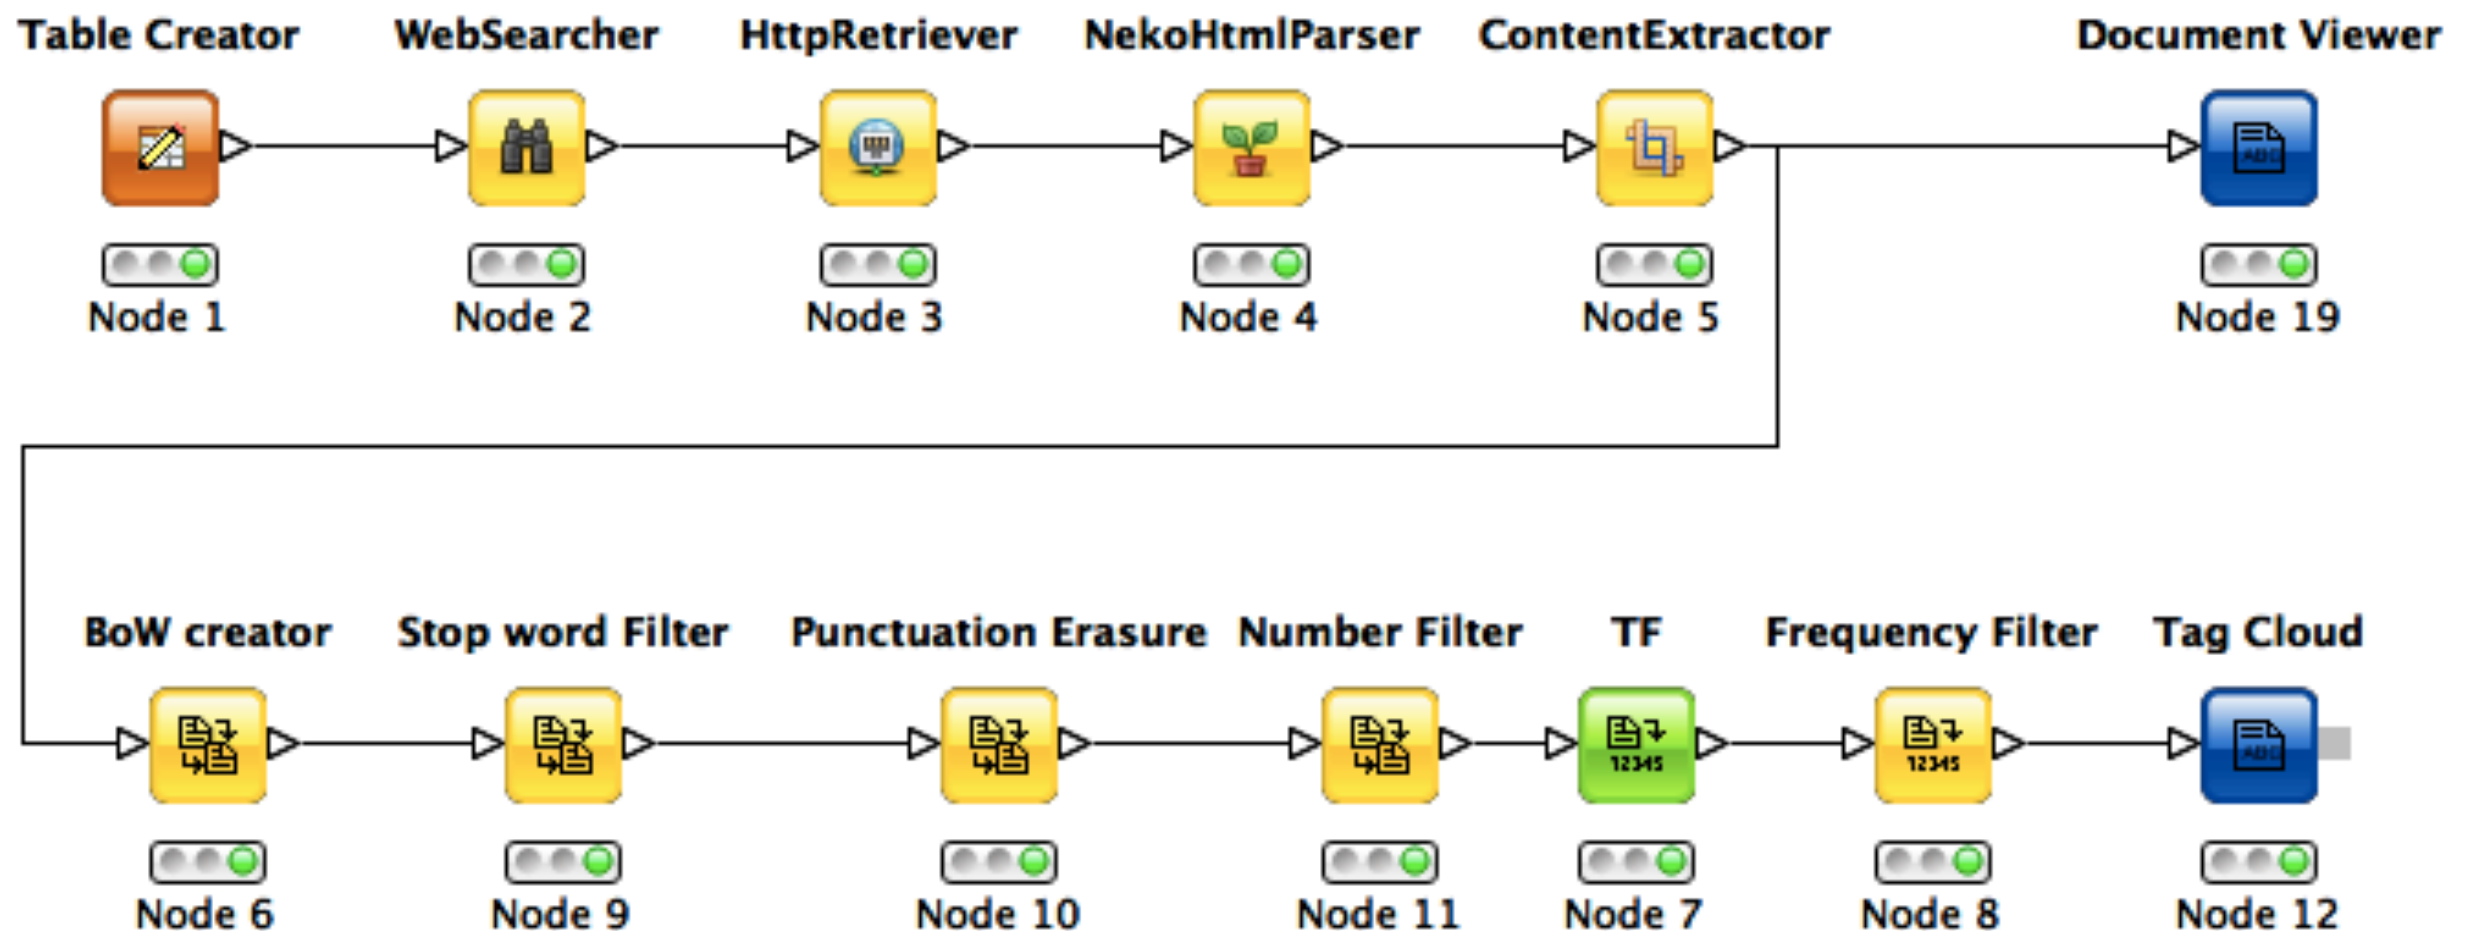 Table Creator WebSearcher HttpRetriever NekoHtmlParser ContentExtractor Document Viewer
Node 1 Node 2 Node 3 Node 4 Node 5 Node 19
BoW creator Stop word Filter Punctuation Erasure Number Filter TF Frequency Filter Tag Cloud
ABC
12345 12345 ABC
Node 6 Node 9 Node 10 Node 11 Node 7 Node 8 Node 12